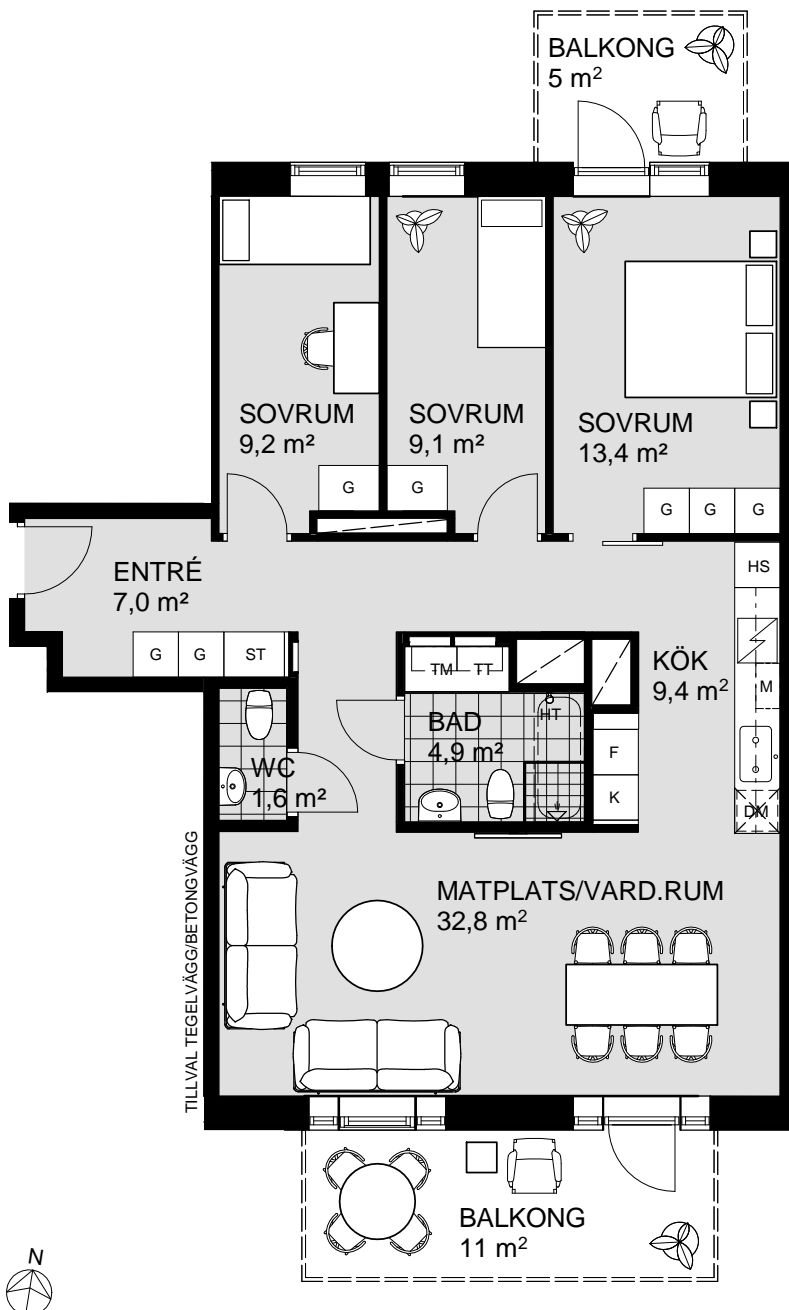 BALKONG
5 m²
SOVRUM
9,2 m²
SOVRUM
9,1 m²
SOVRUM
13,4 m²
G
G
G
G
G
ENTRÉ
7,0 m²
HS
G
G
ST
TM
TT
KÖK
9,4 m²
M
BAD
4,9 m²
HT
WC
1,6 m²
F
K
DM
TILLVAL TEGELVÄGG/BETONGVÄGG
MATPLATS/VARD.RUM
32,8 m²
BALKONG
11 m²
N